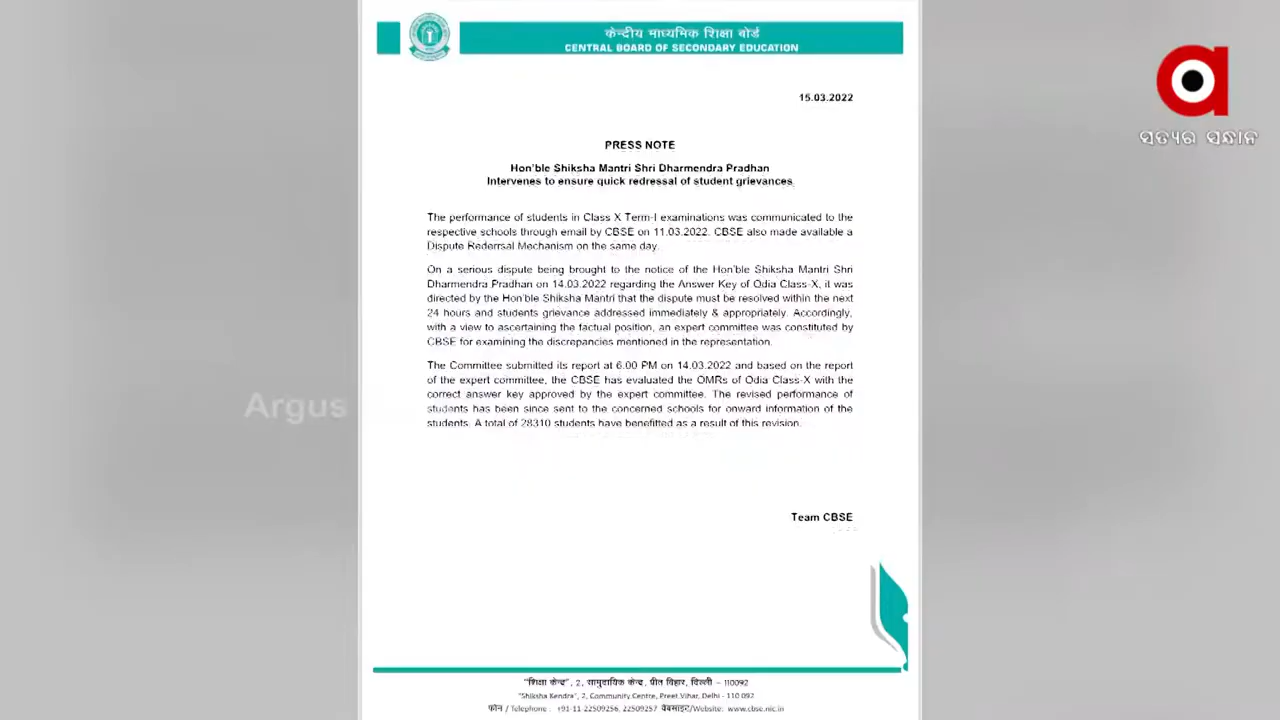 केन्द्रीय माध्यमिक शिक्षा बोर्ड
CENTRAL BOARD OF SECONDARY EDUCATION
ସତ୍ୟର ସନ୍ଧାନ
15.03.2022
PRESS NOTE
Hon'ble Shiksha Mantri Shri Dharmendra Pradhan
Intervenes to ensure quick redressal of student grievances
The performance of students in Class X Term-I examinations was communicated to the
respective schools through email by CBSE on 11.03.2022. CBSE also made available a
Dispute Rederrsal Mechanism on the same day.
On a serious dispute being brought to the notice of the Hon'ble Shiksha Mantri Shri
Dharmendra Pradhan on 14.03.2022 regarding the Answer Key of Odia Class-X, it was
directed by the Hon'ble Shiksha Mantri that the dispute must be resolved within the next
24 hours and students grievance addressed immediately & appropriately. Accordingly,
with a view to ascertaining the factual position, an expert committee was constituted by
CBSE for examining the discrepancies mentioned in the representation.
The Committee submitted its report at 6.00 PM on 14.03.2022 and based on the report
of the expert committee, the CBSE has evaluated the OMRs of Odia Class-X with the
correct answer key approved by the expert committee. The revised performance of
students has been since sent to the concerned schools for onward information of the
students. A total of 28310 students have benefitted as a result of this revision.
Argus
Team CBSE
"शिक्षा केन्द्र", 2, सामुदायिक केन्द्र, प्रीत विहार, दिल्ली – 110092
"Shiksha Kendra", 2, Community Centre, Preet Vihar, Delhi - 110 092
फोन / Telephone : +91-11-22509256, 22509257 वेबसाइट/Website: www.cbse.nic.in